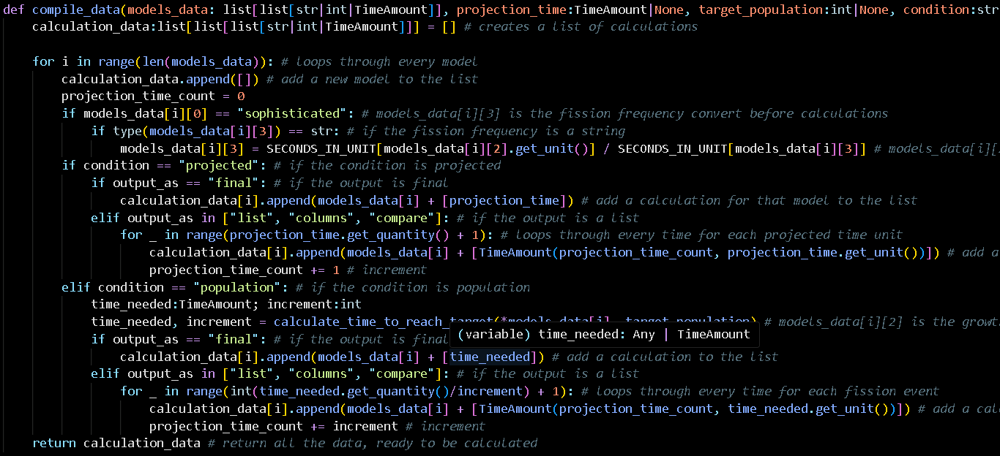 def compile_data(models_data: list[list[str|int|TimeAmount]], projection_time:TimeAmount|None, target_population:int|None, condition:str
    calculation_data:list[list[list[str|int|TimeAmount]]] = [] # creates a list of calculations
    for i in range(len(models_data)): # loops through every model
        calculation_data.append([]) # add a new model to the list
        projection_time_count = 0
        if models_data[i][0] == "sophisticated": # models_data[i][3] is the fission frequency convert before calculations
            if type(models_data[i][3]) == str: # if the fission frequency is a string
                models_data[i][3] = SECONDS_IN_UNIT[models_data[i][2].get_unit()] / SECONDS_IN_UNIT[models_data[i][3]] # models_data[i][
        if condition == "projected": # if the condition is projected
            if output_as == "final": # if the output is final
                calculation_data[i].append(models_data[i] + [projection_time]) # add a calculation for that model to the list
            elif output_as in ["list", "columns", "compare"]: # if the output is a list
                for _ in range(projection_time.get_quantity() + 1): # loops through every time for each projected time unit
                    calculation_data[i].append(models_data[i] + [TimeAmount(projection_time_count, projection_time.get_unit())]) # add a
                    projection_time_count += 1 # increment
        elif condition == "population": # if the condition is population
            time_needed:TimeAmount; increment:int
            time_needed, increment = calculate_time_to_reach_target(*models_data[i], target_population) # models_data[i][2] is the growt
            if output_as == "final": # if the output is final
(variable) time_needed: Any | TimeAmount
                calculation_data[i].append(models_data[i] + [time_needed]) # add a calculation to the list
            elif output_as in ["list", "columns", "compare"]: # if the output is a list
                for _ in range(int(time_needed.get_quantity()/increment) + 1): # loops through every time for each fission event
                    calculation_data[i].append(models_data[i] + [TimeAmount(projection_time_count, time_needed.get_unit())]) # add a cal
                    projection_time_count += increment # increment
    return calculation_data # return all the data, ready to be calculated